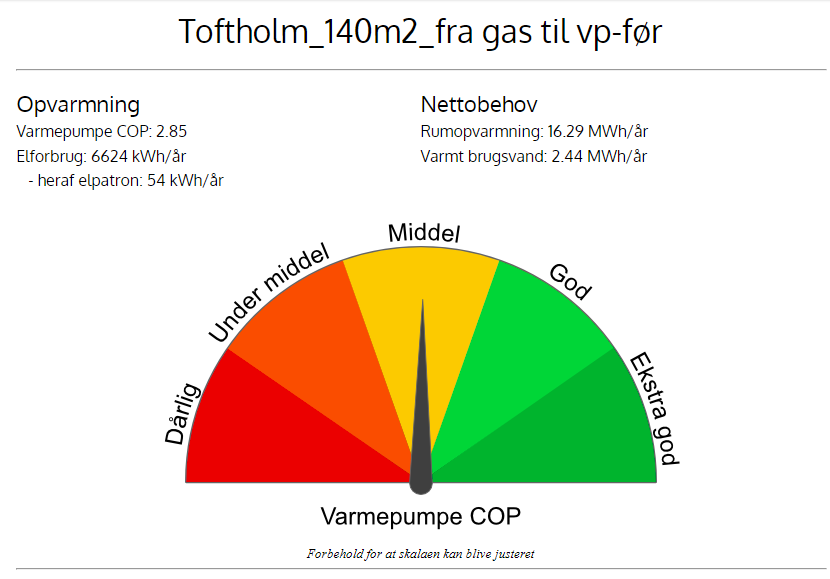 Toftholm_140m2_fra gas til vp-før
Opvarmning
Varmepumpe COP: 2.85
Elforbrug: 6624 kWh/år
- heraf elpatron: 54 kWh/år
Nettobehov
Rumopvarmning: 16.29 MWh/år
Varmt brugsvand: 2.44 MWh/år
Dårlig
Under middel
Middel
God
Ekstra god
Varmepumpe COP
Forbehold for at skalaen kan blive justeret